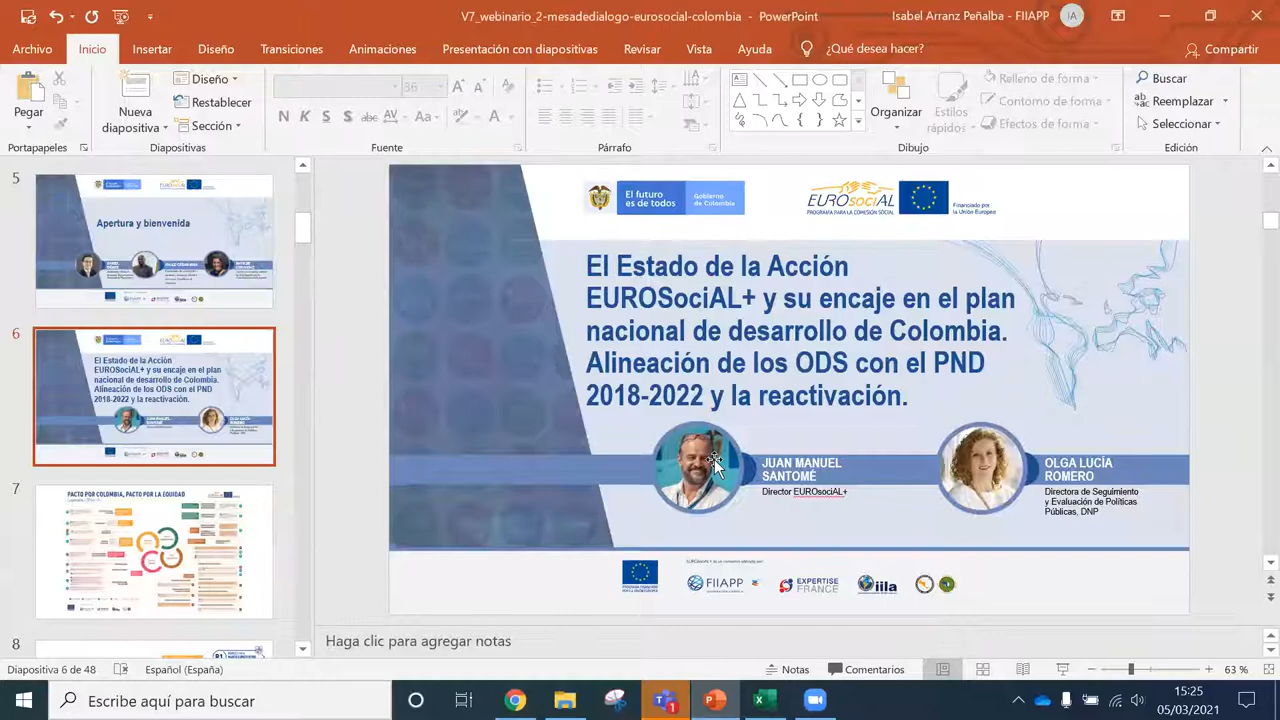 V7_webinario_2-mesadedialogo-eurosocial-colombia - PowerPoint
Isabel Arranz Peñalba - FIIAPP
IA
Archivo Inicio Insertar Diseño Transiciones Animaciones Presentación con diapositivas Revisar Vista Ayuda ¿Qué desea hacer? Compartir
Pegar
Portapapeles
Nueva
diapositiva
Diseño
Restablecer
Sección
Diapositivas
36
N K S S abc AV Aa A
Fuente
Párrafo
Organizar
Estilos
rápidos
Relleno de forma
Contorno de forma
Efectos de forma
Dibujo
Buscar
Reemplazar
Seleccionar
Edición
5
Apertura y bienvenida
6
El Estado de la Acción
EUROSociAL+ y su encaje en el plan
nacional de desarrollo de Colombia.
Alineación de los ODS con el PND
2018-2022 y la reactivación.
7
PACTO POR COLOMBIA, PACTO POR LA EQUIDAD
8
El futuro
es de todos
Gobierno
de Colombia
EUROsociAL
PROGRAMA PARA LA COHESIÓN SOCIAL
Financiado por
la Unión Europea
El Estado de la Acción
EUROSociAL+ y su encaje en el plan
nacional de desarrollo de Colombia.
Alineación de los ODS con el PND
2018-2022 y la reactivación.
JUAN MANUEL
SANTOMÉ
Director EUROsociAL+
OLGA LUCÍA
ROMERO
Directora de Seguimiento
y Evaluación de Políticas
Públicas, DNP
FIIAPP
EXPERTISE
FRANCE
iila
Haga clic para agregar notas
Diapositiva 6 de 48
Español (España)
Notas
Comentarios
63 %
Escribe aquí para buscar
15:25
05/03/2021